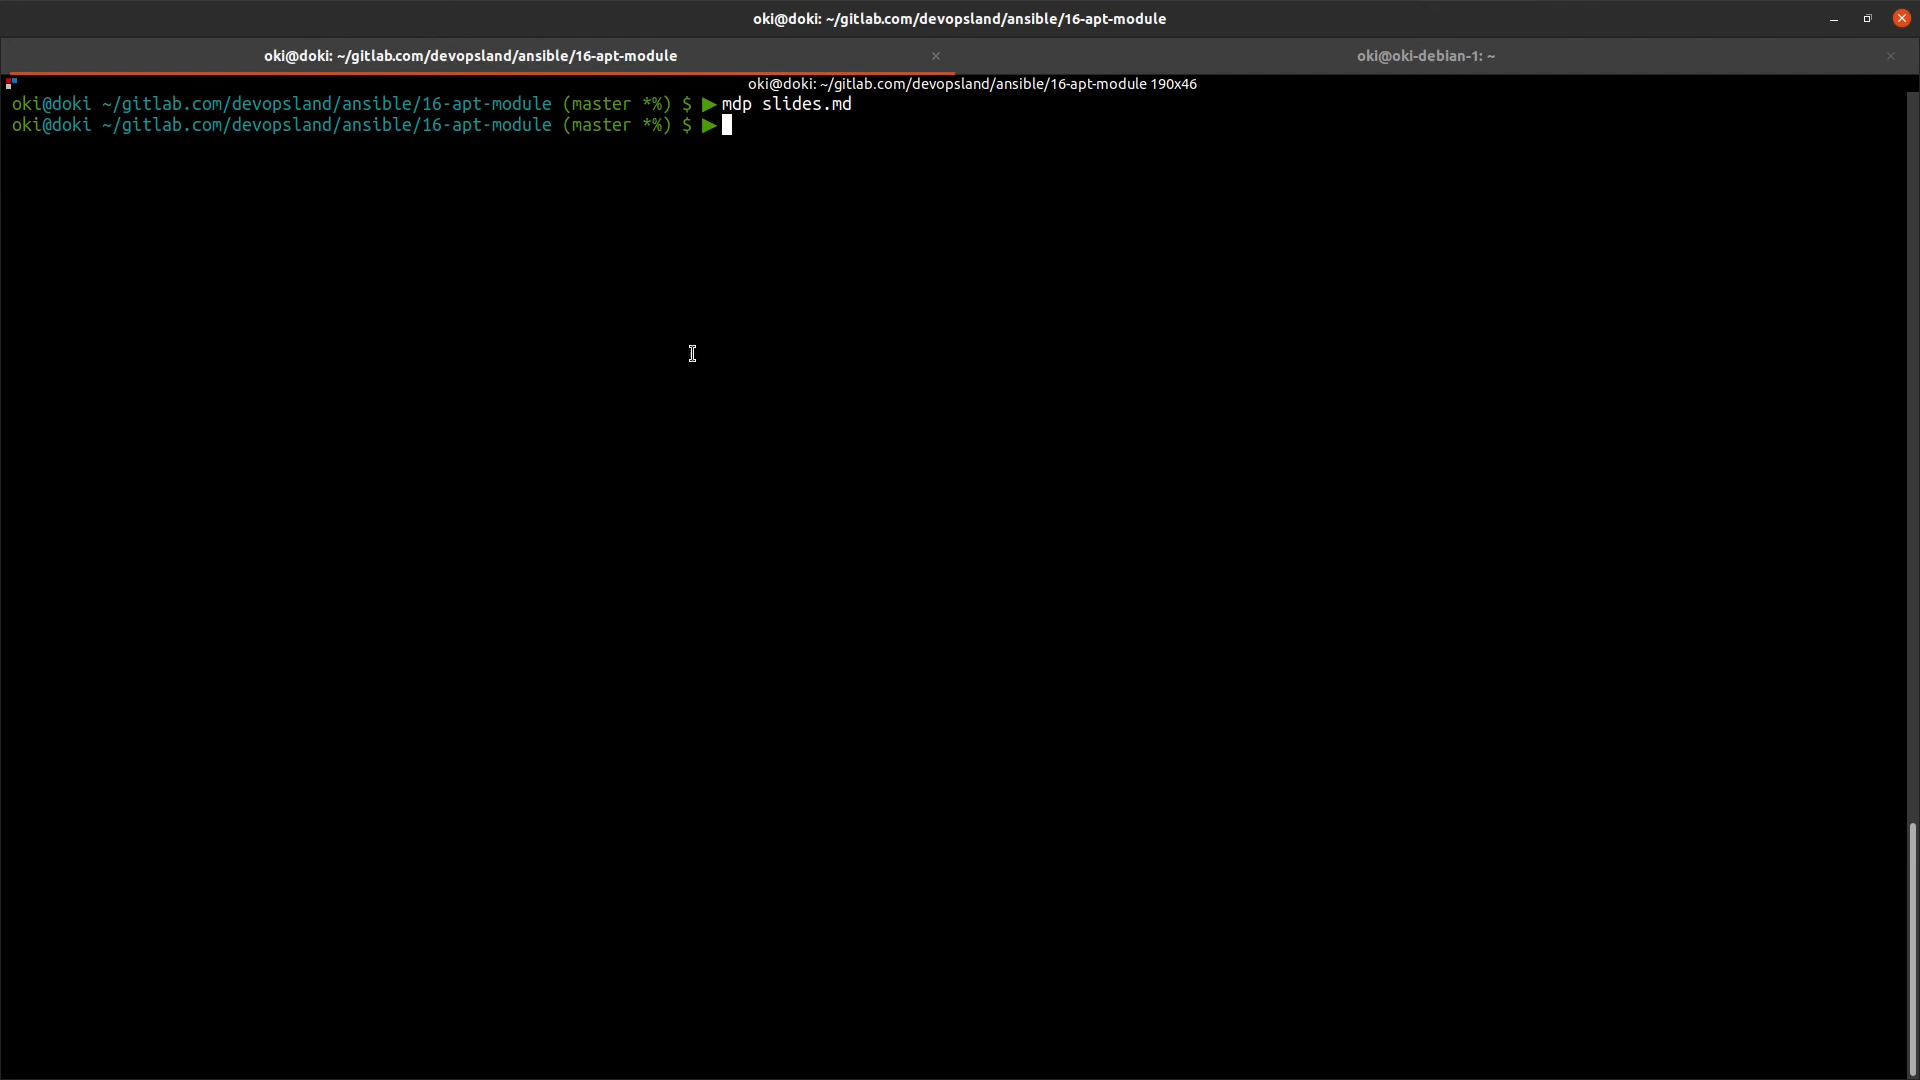 oki@doki: ~/gitlab.com/devopsland/ansible/16-apt-module
oki@doki: ~/gitlab.com/devopsland/ansible/16-apt-module
oki@oki-debian-1: ~
oki@doki: ~/gitlab.com/devopsland/ansible/16-apt-module 190x46
oki@doki ~/gitlab.com/devopsland/ansible/16-apt-module (master *%) $ ▶mdp slides.md
oki@doki ~/gitlab.com/devopsland/ansible/16-apt-module (master *%) $ ▶